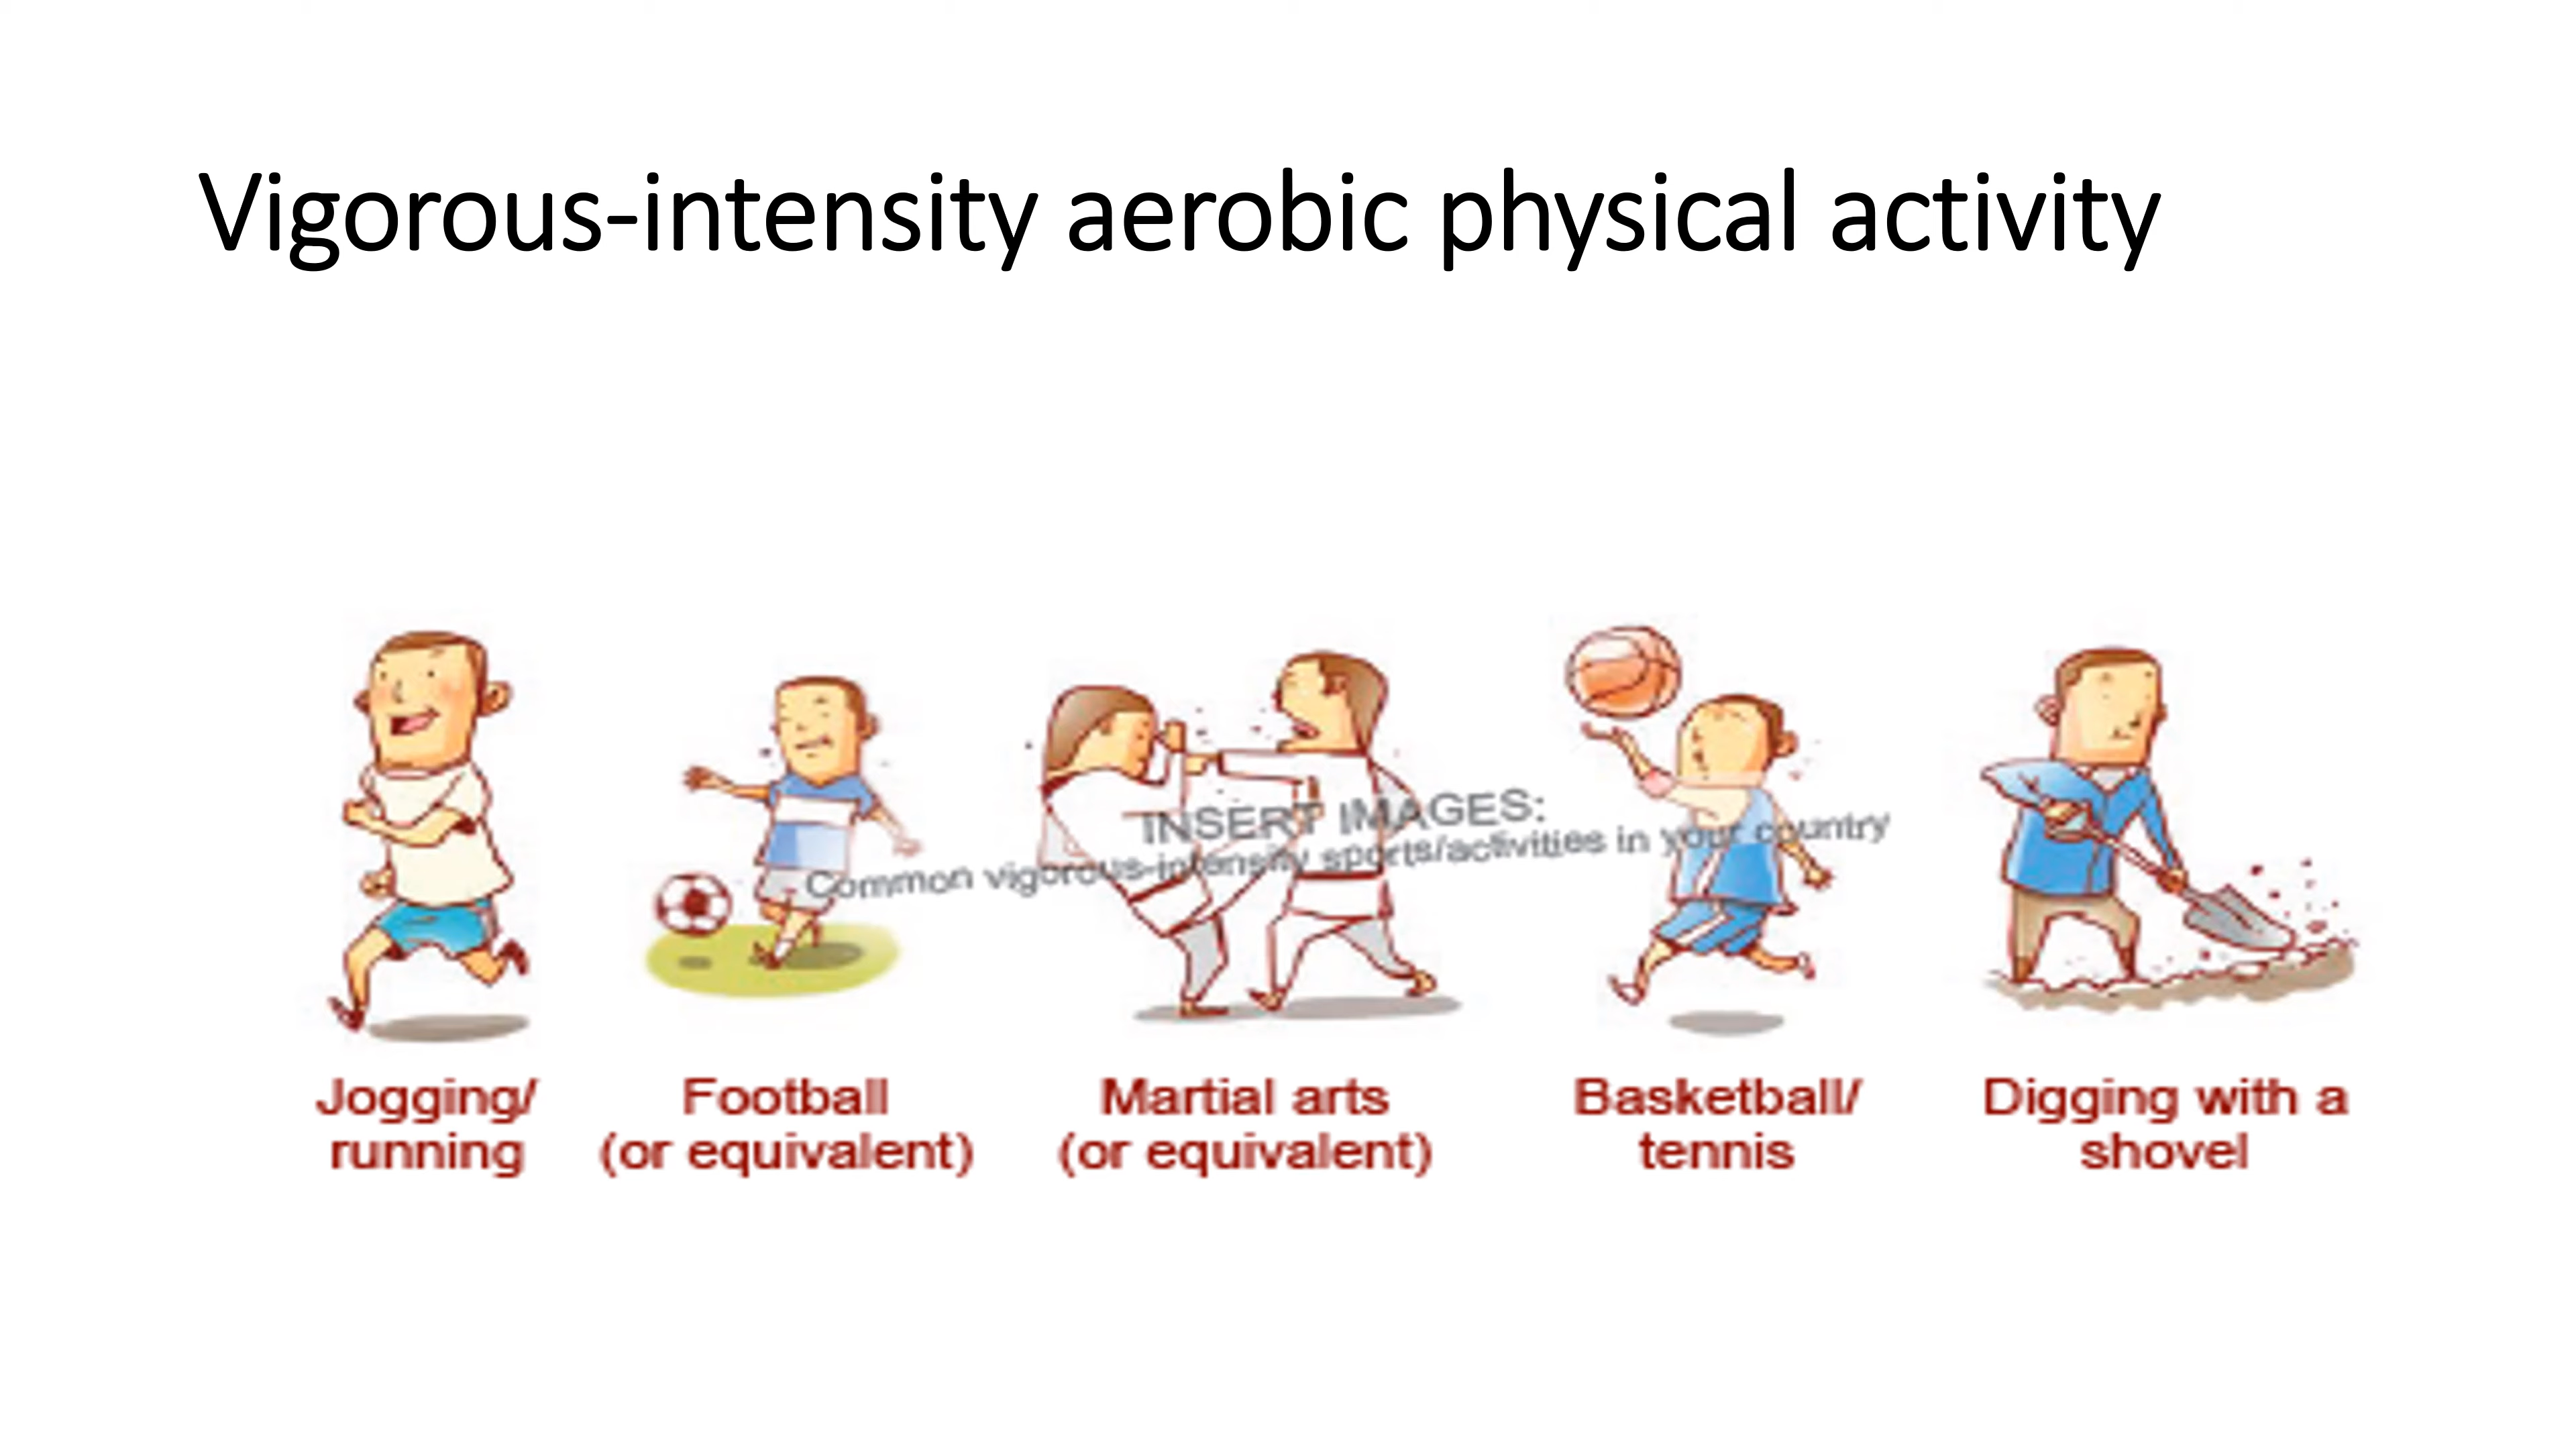 Vigorous-intensity aerobic physical activity
INSERT IMAGES:
Common vigorous-intensity sports/activities in your country
Jogging/
running
Football
(or equivalent)
Martial arts
(or equivalent)
Basketball/
tennis
Digging with a
shovel